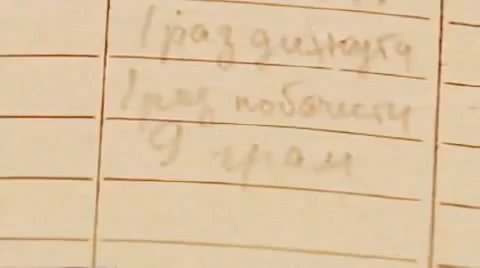 1 раз дихнути
1 раз побачити
9 грам